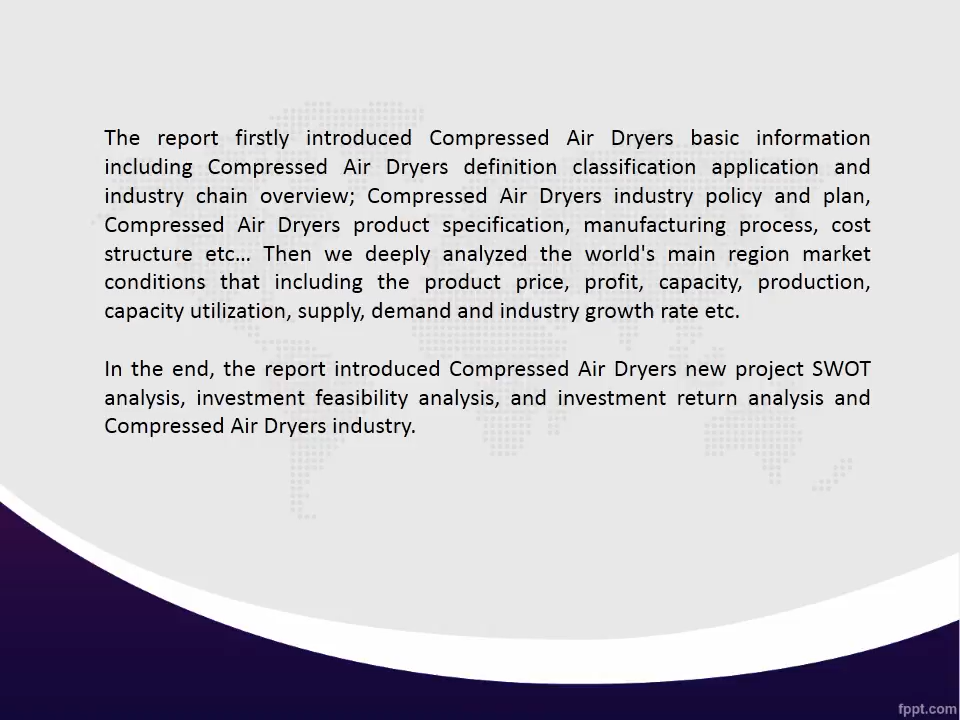 The report firstly introduced Compressed Air Dryers basic information
including Compressed Air Dryers definition classification application and
industry chain overview; Compressed Air Dryers industry policy and plan,
Compressed Air Dryers product specification, manufacturing process, cost
structure etc… Then we deeply analyzed the world's main region market
conditions that including the product price, profit, capacity, production,
capacity utilization, supply, demand and industry growth rate etc.
In the end, the report introduced Compressed Air Dryers new project SWOT
analysis, investment feasibility analysis, and investment return analysis and
Compressed Air Dryers industry.
fppt.com